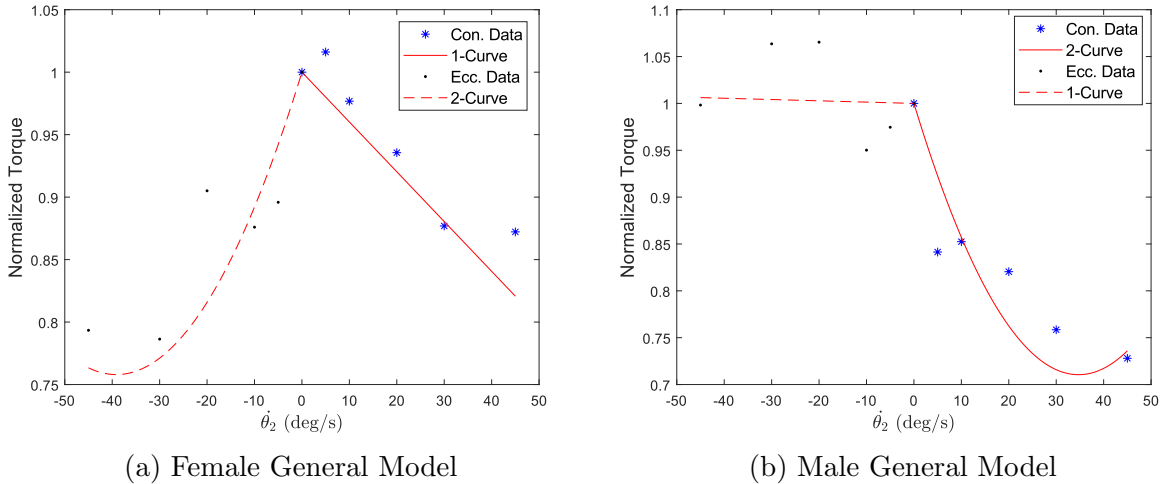 1.05
1
0.95
0.9
0.85
0.8
0.75
Normalized Torque
-50 -40 -30 -20 -10 0 10 20 30 40 50
θ̇₂ (deg/s)
Con. Data
1-Curve
Ecc. Data
2-Curve
(a) Female General Model
1.1
1.05
1
0.95
0.9
0.85
0.8
0.75
0.7
Normalized Torque
-50 -40 -30 -20 -10 0 10 20 30 40 50
θ̇₂ (deg/s)
Con. Data
2-Curve
Ecc. Data
1-Curve
(b) Male General Model